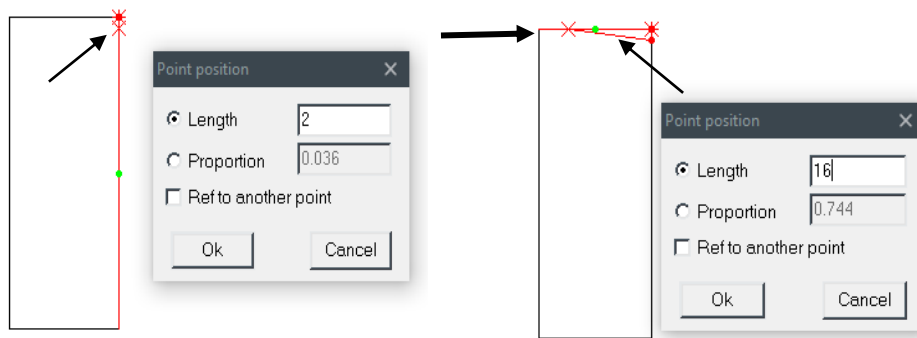 Point position
Length 2
Proportion 0.036
Ref to another point
Ok Cancel
Point position
Length 16
Proportion 0.744
Ref to another point
Ok Cancel